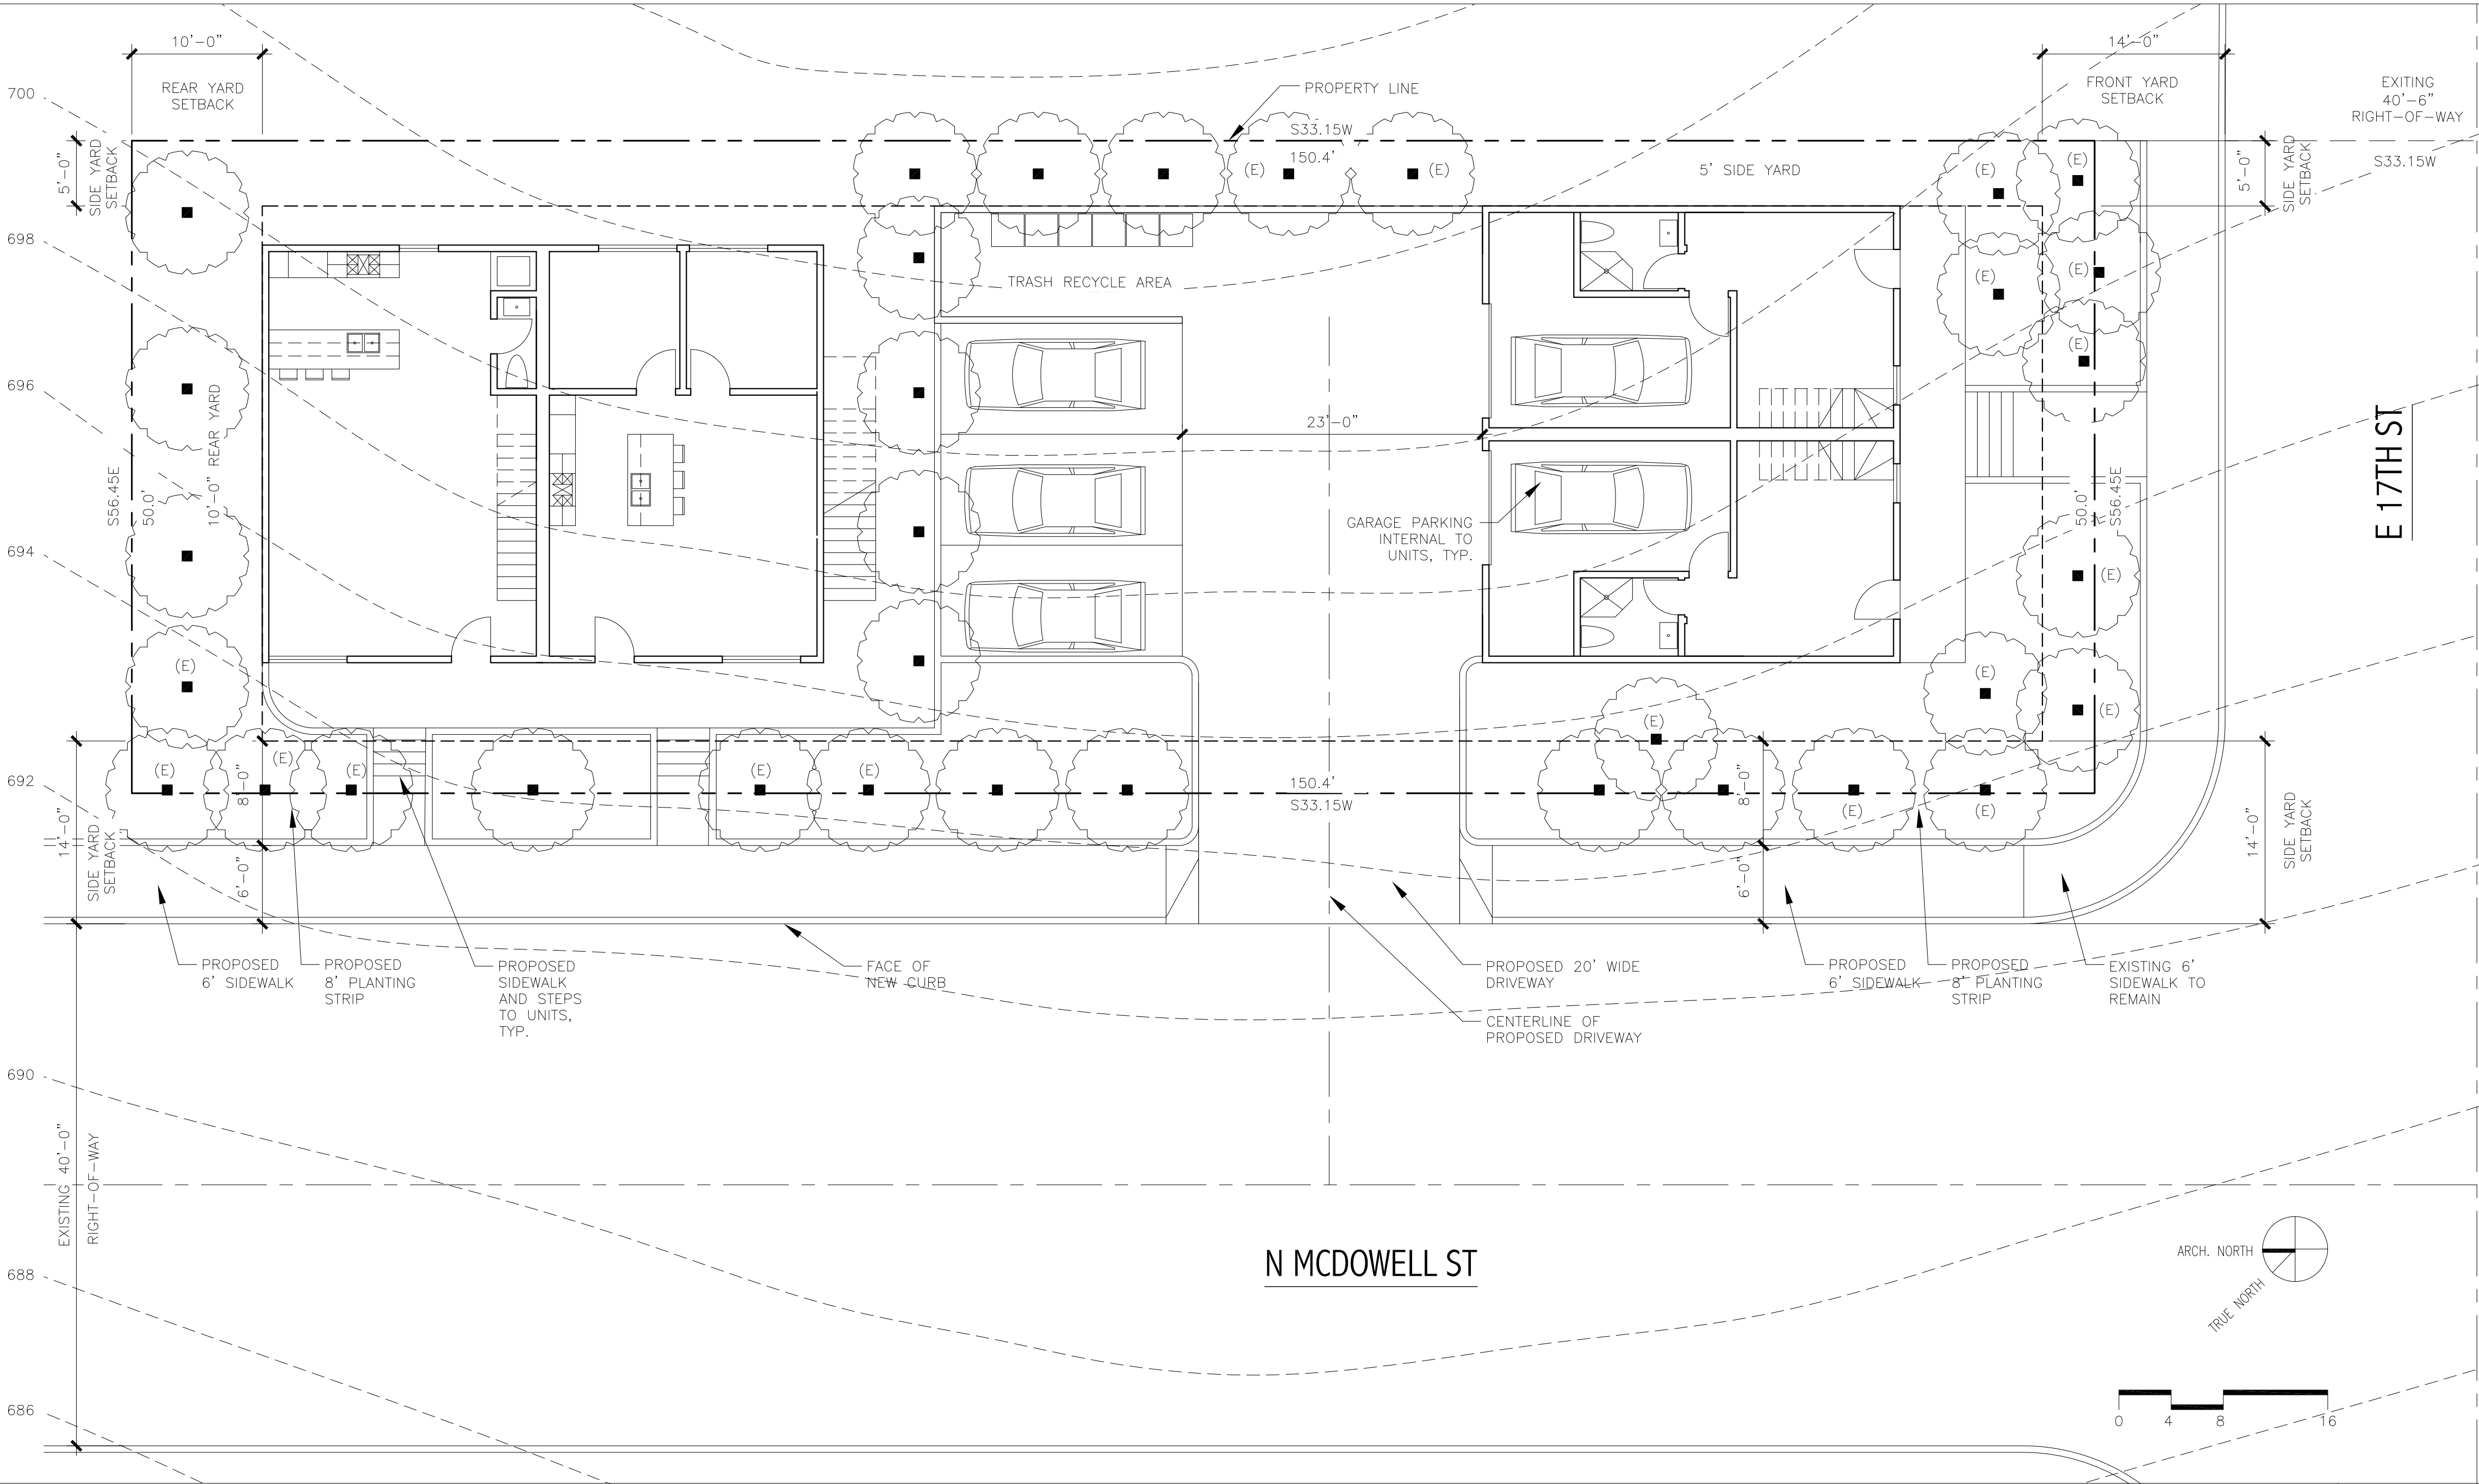 10'-0"
14'-0"
REAR YARD
SETBACK
PROPERTY LINE
FRONT YARD
SETBACK
EXITING
40'-6"
RIGHT-OF-WAY
700
S33.15W
150.4'
5'-0"
SIDE YARD
SETBACK
(E)
(E)
5' SIDE YARD
(E)
(E)
5'-0"
SIDE YARD
SETBACK
S33.15W
698
TRASH RECYCLE AREA
(E)
(E)
696
10'-0" REAR YARD
23'-0"
E 17TH ST
S56.45E
50.0'
50.0'
S56.45E
GARAGE PARKING
INTERNAL TO
UNITS, TYP.
694
(E)
(E)
(E)
(E)
(E)
692
(E)
(E)
(E)
(E)
(E)
8'-0"
150.4'
S33.15W
8'-0"
(E)
(E)
14'-0"
SIDE YARD
SETBACK
6'-0"
6'-0"
14'-0"
SIDE YARD
SETBACK
PROPOSED
6' SIDEWALK
PROPOSED
8' PLANTING
STRIP
PROPOSED
SIDEWALK
AND STEPS
TO UNITS,
TYP.
FACE OF
NEW CURB
PROPOSED 20' WIDE
DRIVEWAY
CENTERLINE OF
PROPOSED DRIVEWAY
PROPOSED
6' SIDEWALK
PROPOSED
8' PLANTING
STRIP
EXISTING 6'
SIDEWALK TO
REMAIN
690
EXISTING 40'-0"
RIGHT-OF-WAY
N MCDOWELL ST
ARCH. NORTH
TRUE NORTH
688
686
0 4 8 16